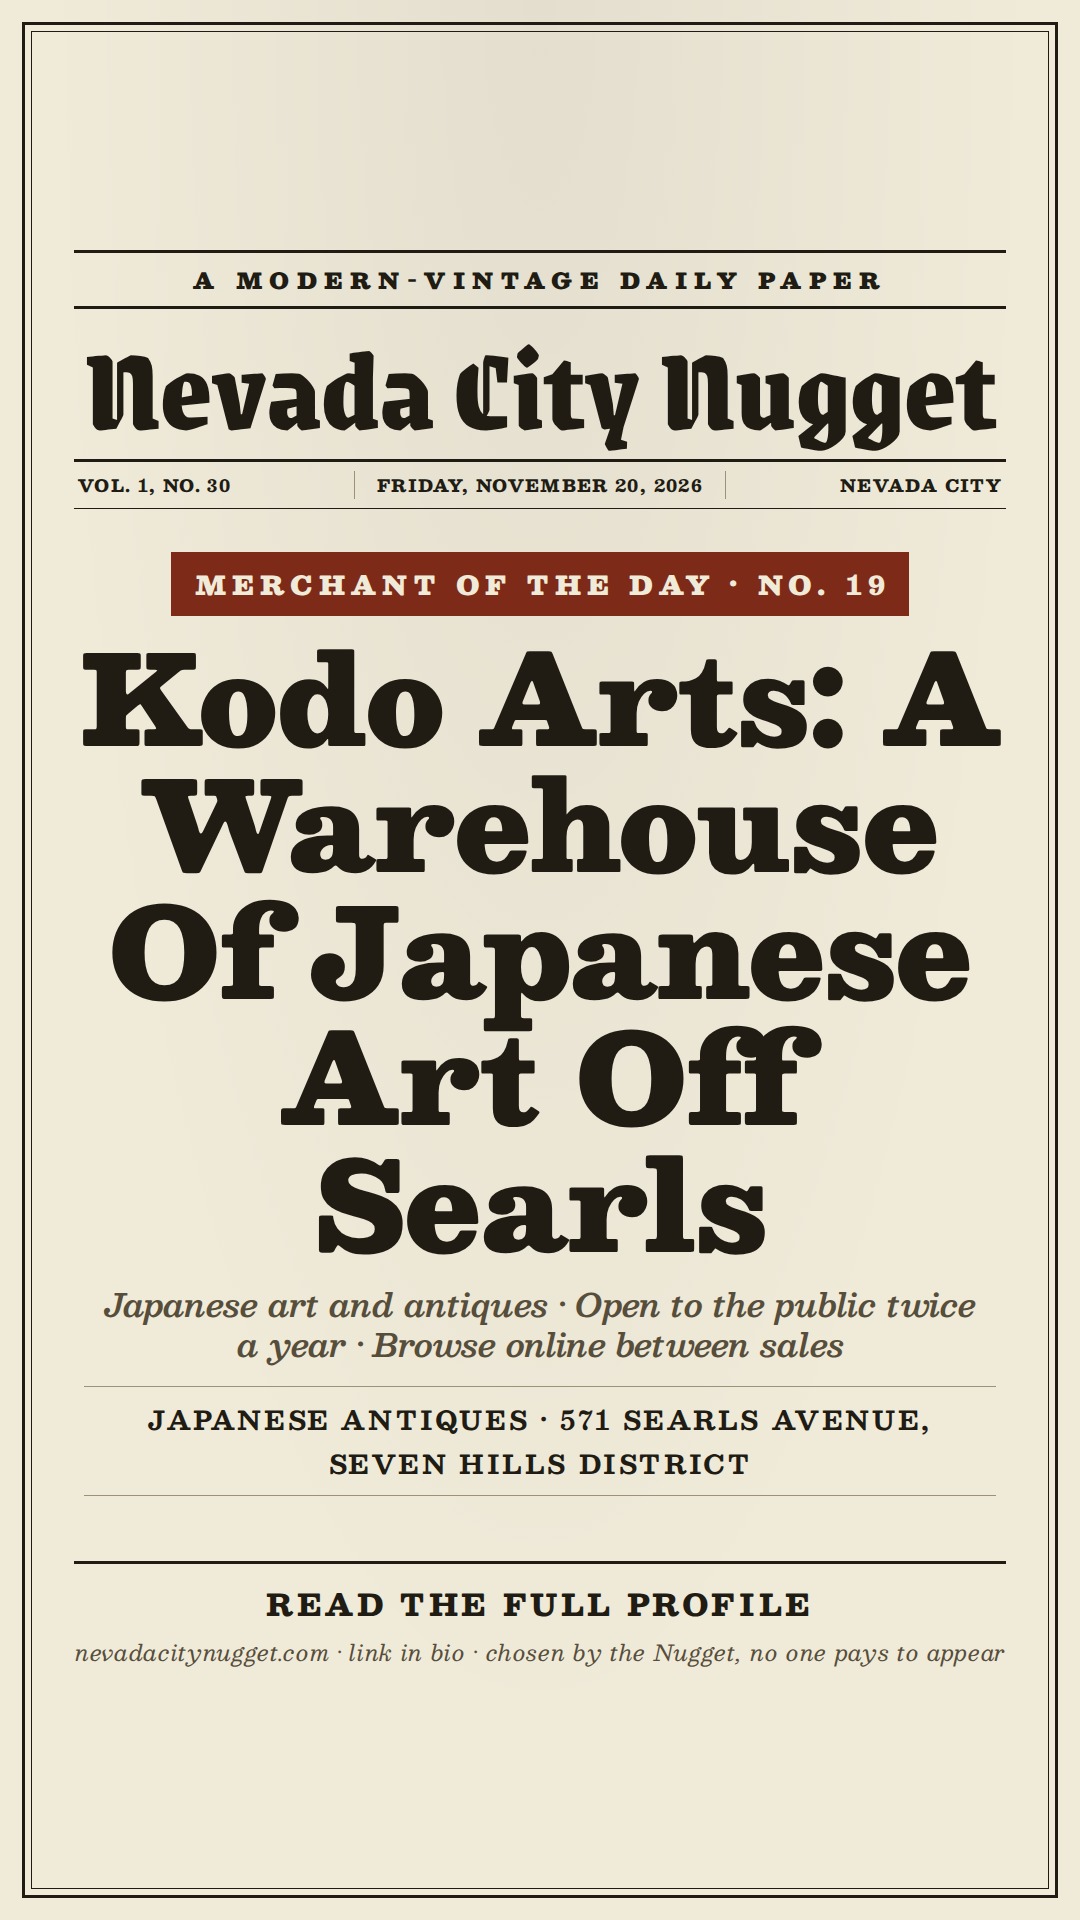 A MODERN-VINTAGE DAILY PAPER
Nevada City Nugget
VOL. 1, NO. 30
FRIDAY, NOVEMBER 20, 2026
NEVADA CITY
MERCHANT OF THE DAY · NO. 19
Kodo Arts: A
Warehouse
Of Japanese
Art Off
Searls
Japanese art and antiques · Open to the public twice
a year · Browse online between sales
JAPANESE ANTIQUES · 571 SEARLS AVENUE,
SEVEN HILLS DISTRICT
READ THE FULL PROFILE
nevadacitynugget.com · link in bio · chosen by the Nugget, no one pays to appear